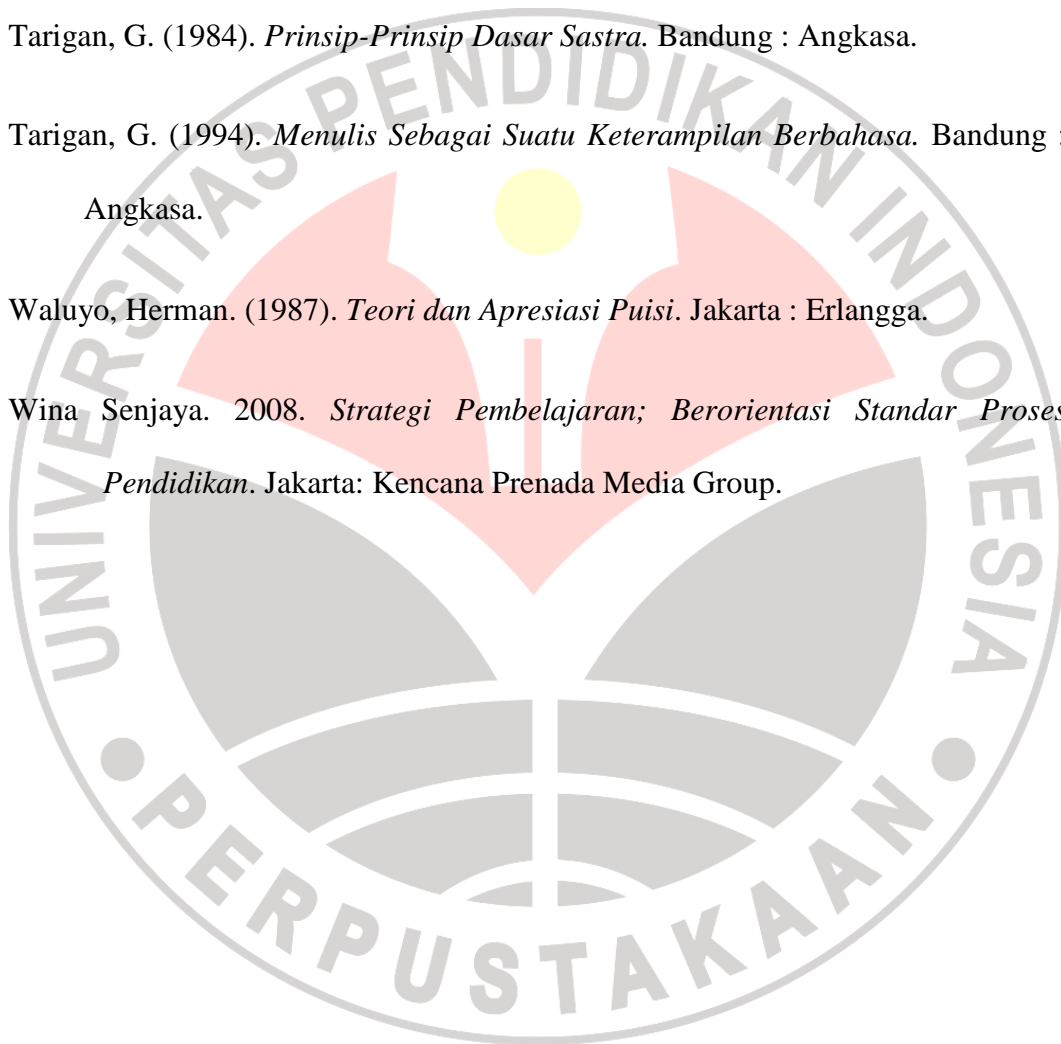 Tarigan, G. (1984). Prinsip-Prinsip Dasar Sastra. Bandung : Angkasa.
Tarigan, G. (1994). Menulis Sebagai Suatu Keterampilan Berbahasa. Bandung :
Angkasa.
Waluyo, Herman. (1987). Teori dan Apresiasi Puisi. Jakarta : Erlangga.
Wina Senjaya. 2008. Strategi Pembelajaran; Berorientasi Standar Proses
Pendidikan. Jakarta: Kencana Prenada Media Group.
UNIVERSITAS PENDIDIKAN INDONESIA
PERPUSTAKAAN